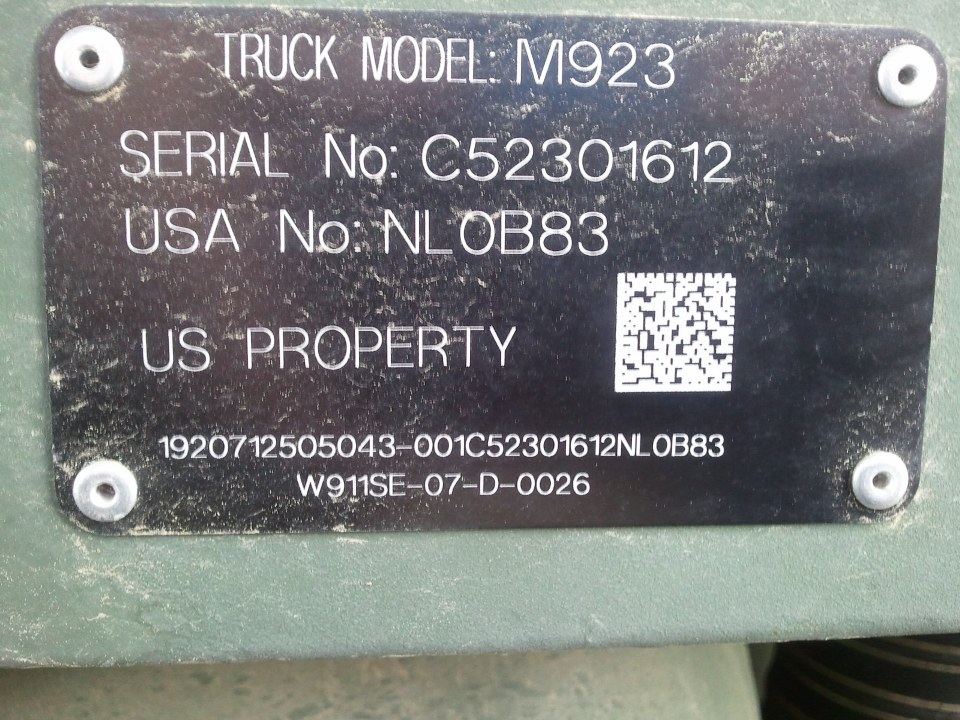 TRUCK MODEL: M923
SERIAL No: C52301612
USA No: NL0B83
US PROPERTY
1920712505043-001C52301612NL0B83
W911SE-07-D-0026